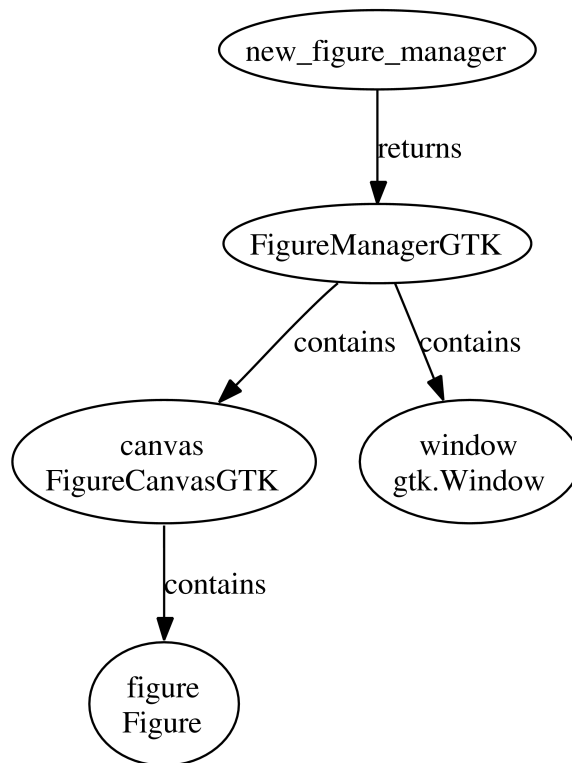 new_figure_manager
returns
FigureManagerGTK
contains
contains
canvas
FigureCanvasGTK
window
gtk.Window
contains
figure
Figure